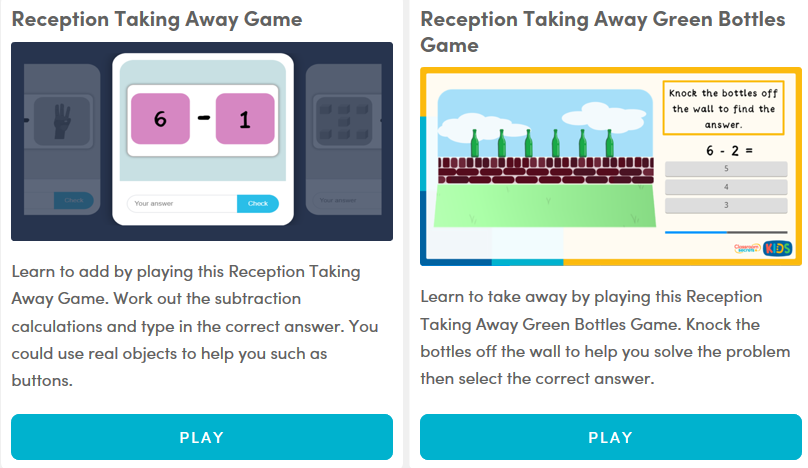 Reception Taking Away Game
6 - 1
Check
Your answer
Your answer
Check
Learn to add by playing this Reception Taking
Away Game. Work out the subtraction
calculations and type in the correct answer. You
could use real objects to help you such as
buttons.
PLAY
Reception Taking Away Green Bottles
Game
Knock the bottles off
the wall to find the
answer.
6 - 2 =
5
4
3
Classroom
Secrets
KIDS
Learn to take away by playing this Reception
Taking Away Green Bottles Game. Knock the
bottles off the wall to help you solve the problem
then select the correct answer.
PLAY